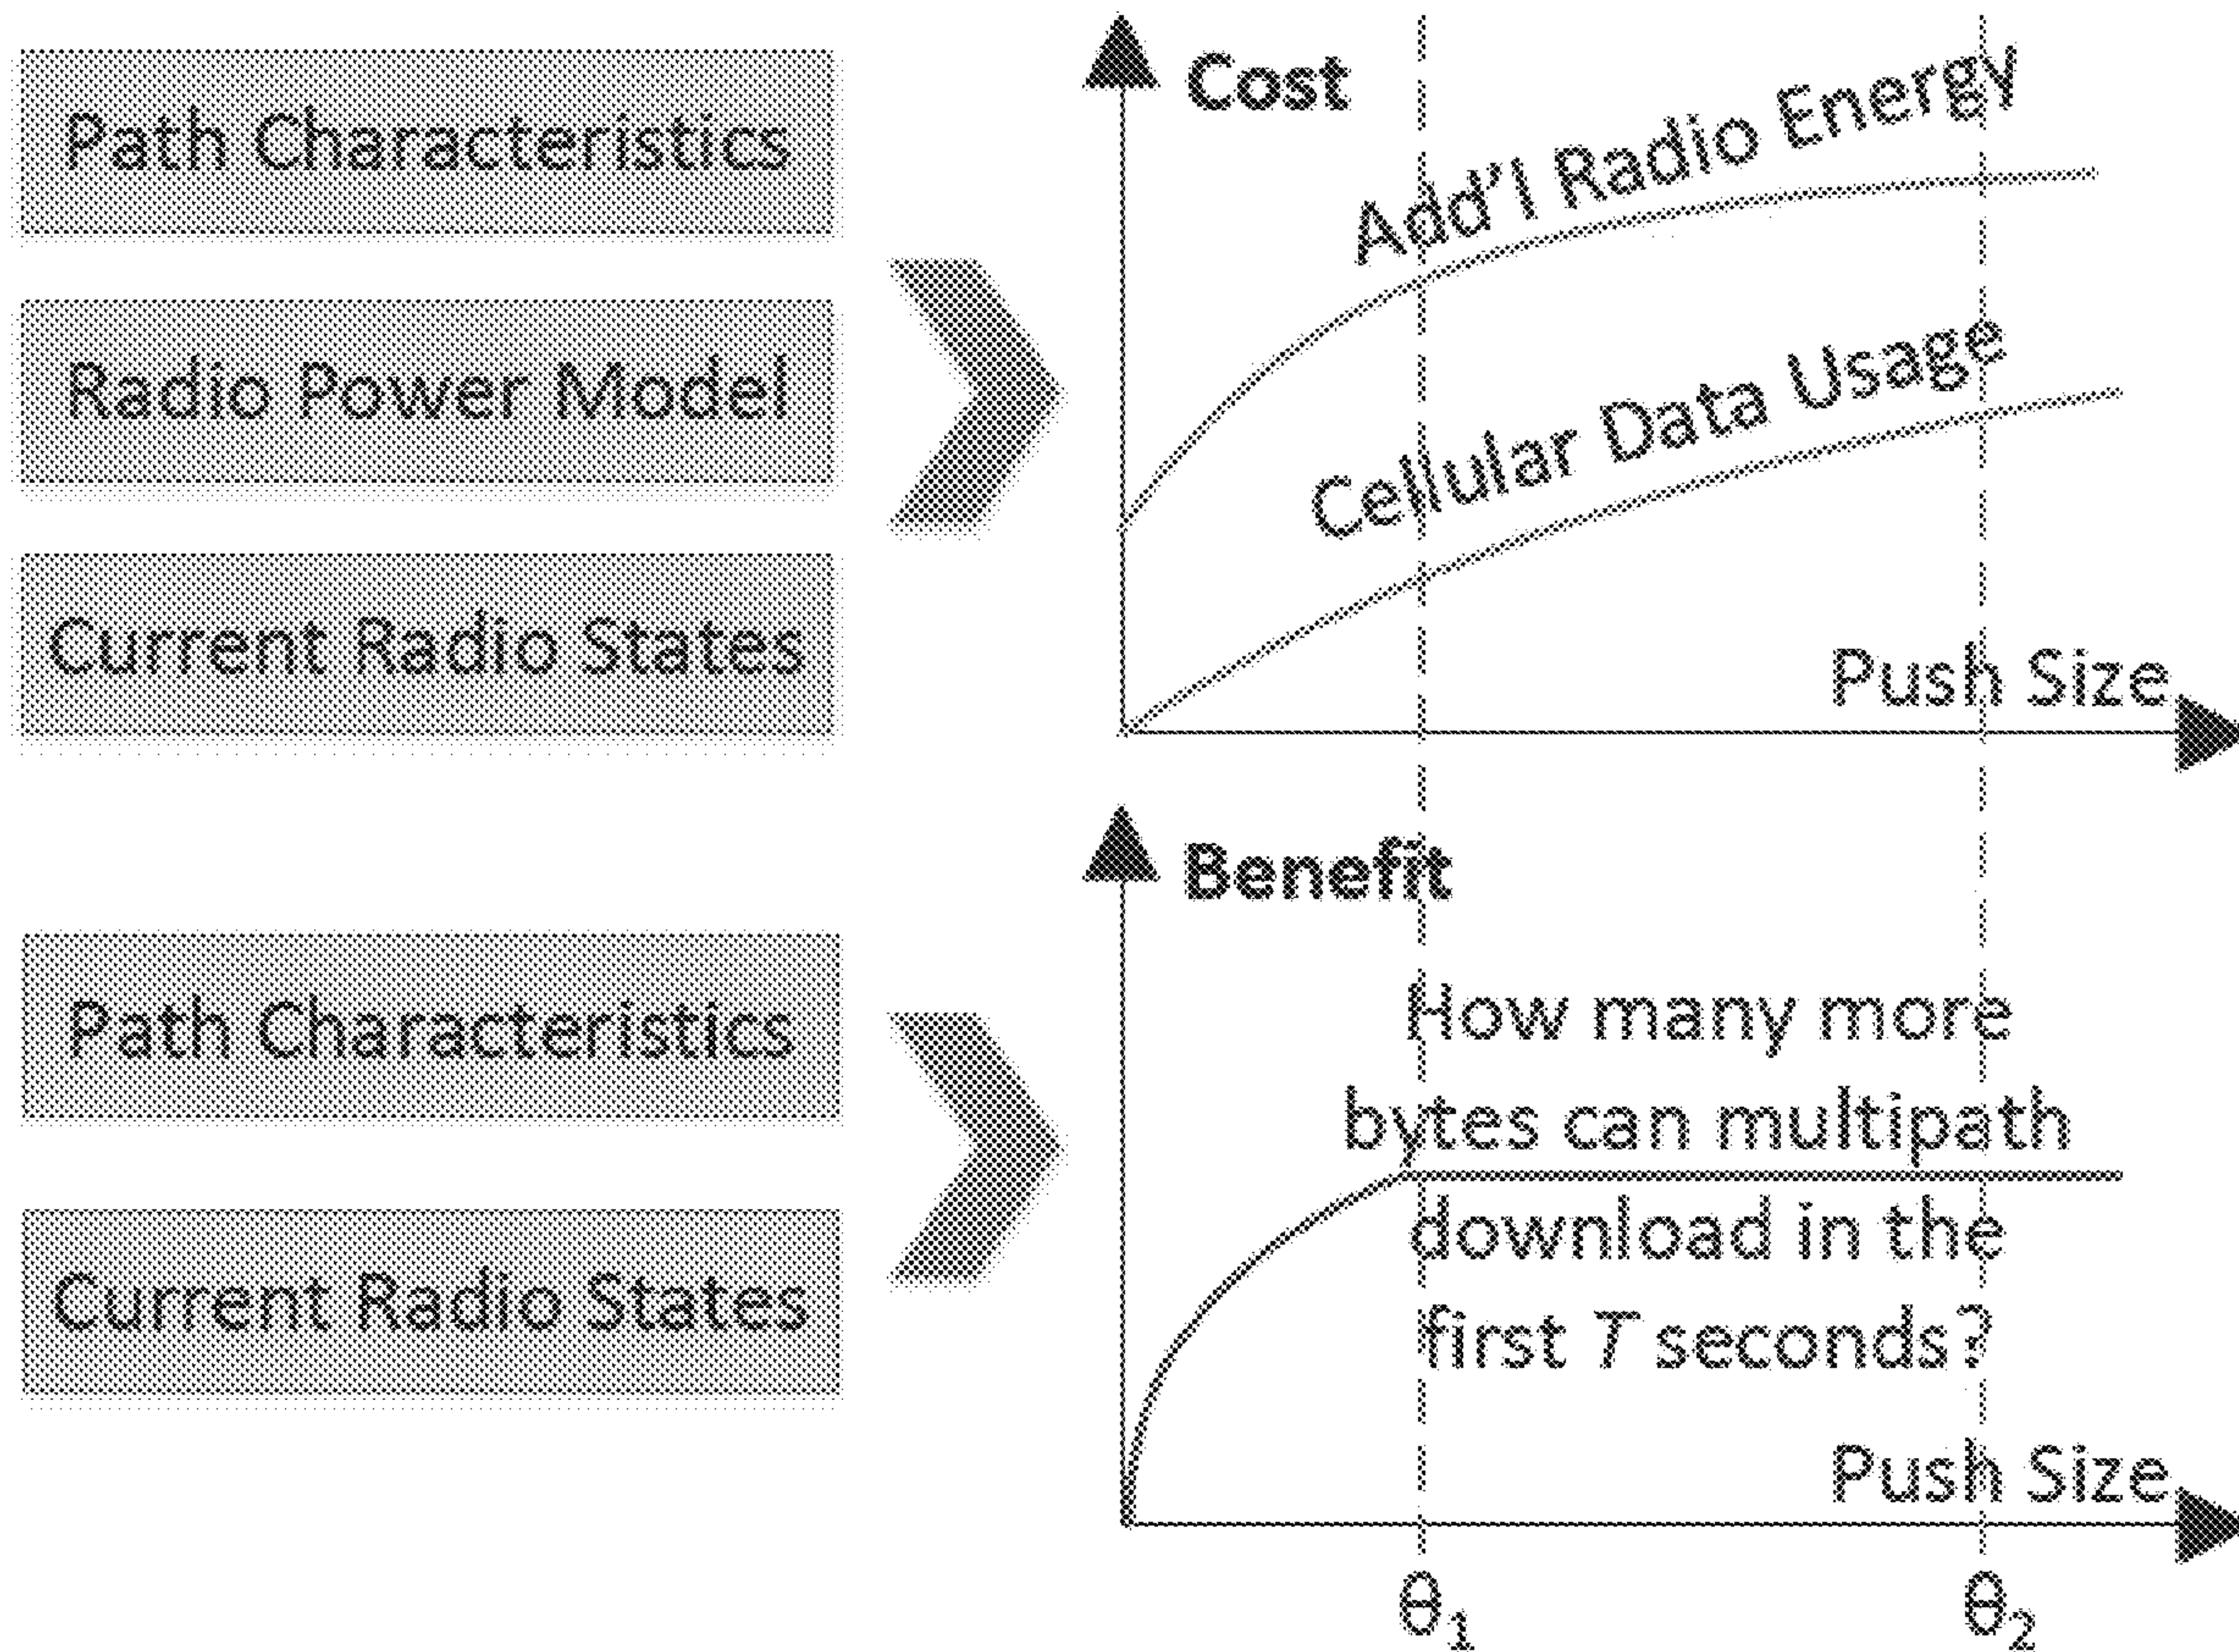 Path Characteristics
Radio Power Model
Current Radio States
Cost
Add'l Radio Energy
Cellular Data Usage
Push Size
Path Characteristics
Current Radio States
Benefit
How many more
bytes can multipath
download in the
first T seconds?
Push Size
θ₁
θ₂